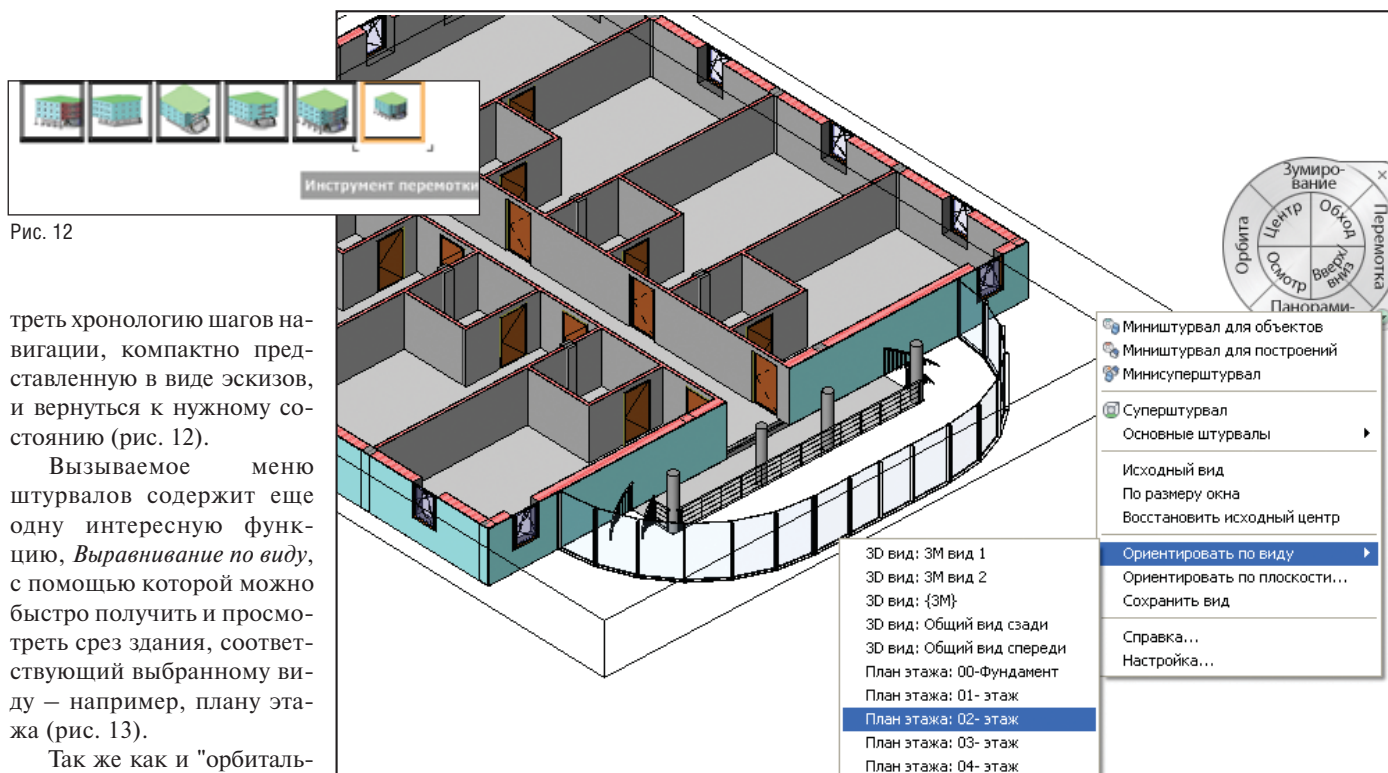 Инструмент перемотки
Рис. 12
треть хронологию шагов на-
вигации, компактно пред-
ставленную в виде эскизов,
и вернуться к нужному со-
стоянию (рис. 12).
Вызываемое меню
штурвалов содержит еще
одну интересную функ-
цию, Выравнивание по виду,
с помощью которой можно
быстро получить и просмо-
треть срез здания, соответ-
ствующий выбранному ви-
ду – например, плану эта-
жа (рис. 13).
Так же как и "орбиталь-
Зумиро-
вание
Орбита
Центр
Обход
Перемотка
Осмотр
Вверх/
вниз
Панорами-
Миништурвал для объектов
Миништурвал для построений
Минисуперштурвал
Суперштурвал
Основные штурвалы
Исходный вид
По размеру окна
Восстановить исходный центр
Ориентировать по виду
Ориентировать по плоскости...
Сохранить вид
Справка...
Настройка...
3D вид: 3М вид 1
3D вид: 3М вид 2
3D вид: {3М}
3D вид: Общий вид сзади
3D вид: Общий вид спереди
План этажа: 00-Фундамент
План этажа: 01- этаж
План этажа: 02- этаж
План этажа: 03- этаж
План этажа: 04- этаж